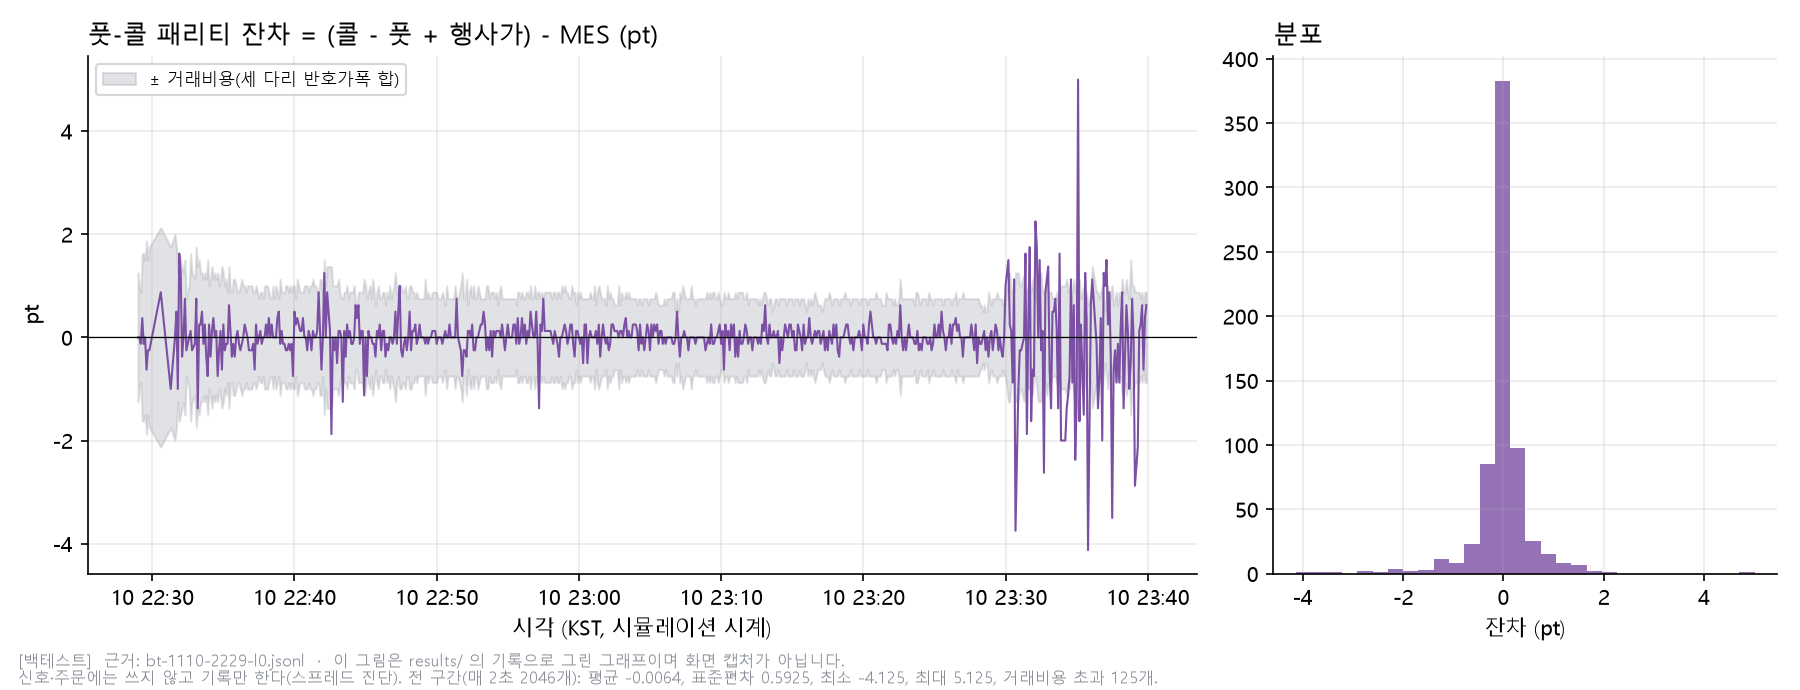 풋-콜 패리티 잔차 = (콜 - 풋 + 행사가) - MES (pt)
± 거래비용(세 다리 반호가폭 합)
pt
4
2
0
-2
-4
10 22:30 10 22:40 10 22:50 10 23:00 10 23:10 10 23:20 10 23:30 10 23:40
시각 (KST, 시뮬레이션 시계)
분포
400
350
300
250
200
150
100
50
0
-4 -2 0 2 4
잔차 (pt)
[백테스트] 근거: bt-1110-2229-l0.jsonl · 이 그림은 results/ 의 기록으로 그린 그래프이며 화면 캡처가 아닙니다.
신호·주문에는 쓰지 않고 기록만 한다(스프레드 진단). 전 구간(매 2초 2046개): 평균 -0.0064, 표준편차 0.5925, 최소 -4.125, 최대 5.125, 거래비용 초과 125개.